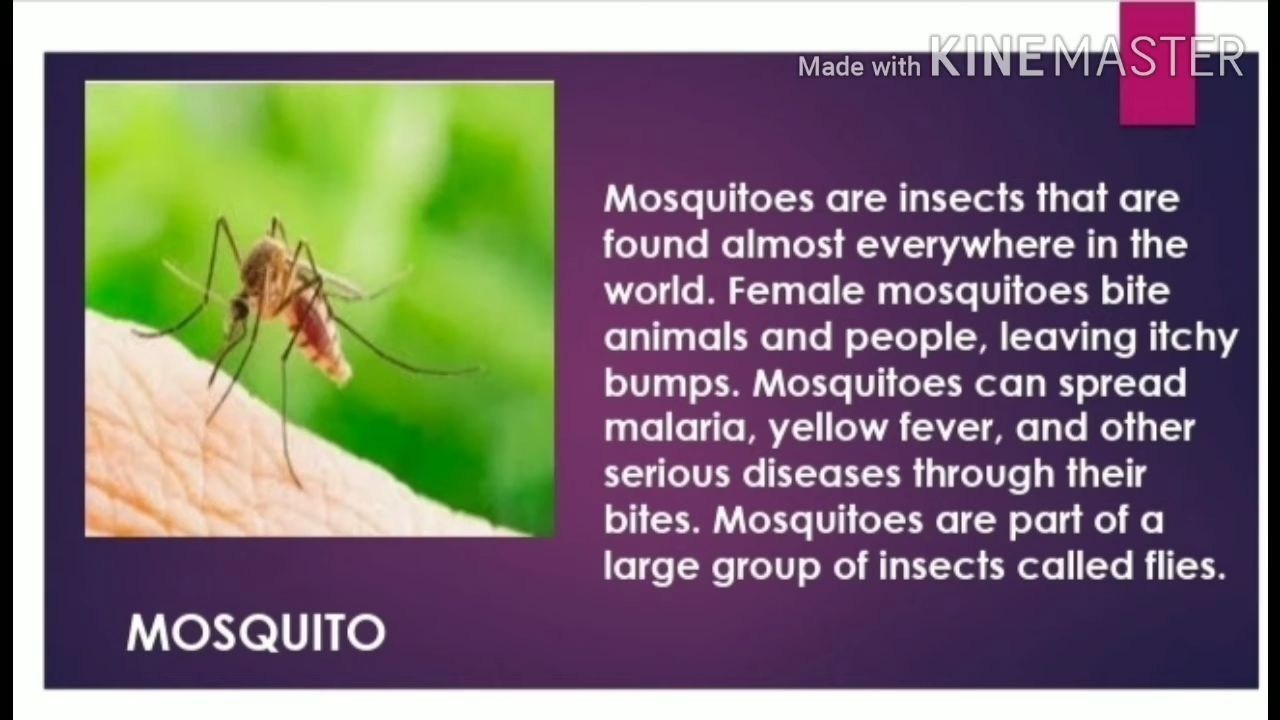 Made with KINEMASTER
Mosquitoes are insects that are
found almost everywhere in the
world. Female mosquitoes bite
animals and people, leaving itchy
bumps. Mosquitoes can spread
malaria, yellow fever, and other
serious diseases through their
bites. Mosquitoes are part of a
large group of insects called flies.
MOSQUITO